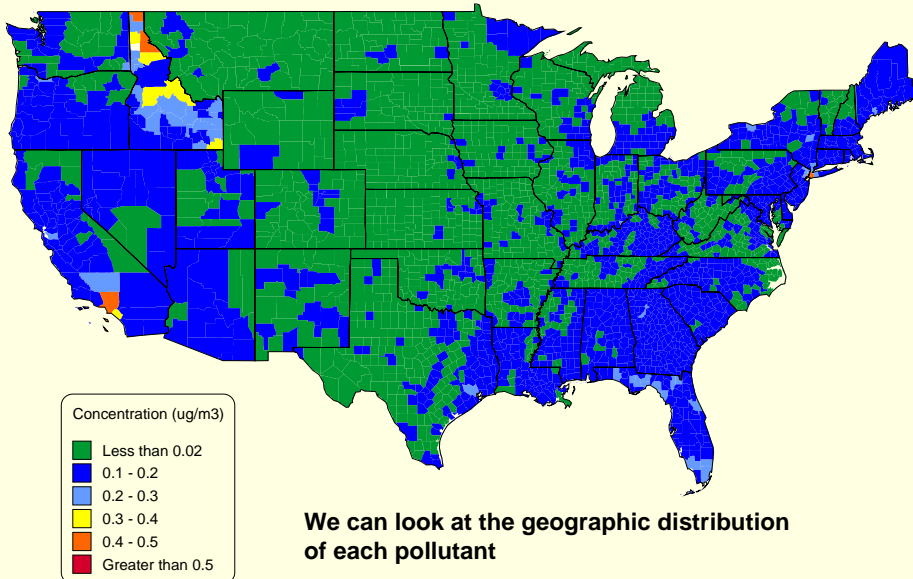 Concentration (ug/m3)
Less than 0.02
0.1 - 0.2
0.2 - 0.3
0.3 - 0.4
0.4 - 0.5
Greater than 0.5
We can look at the geographic distribution
of each pollutant